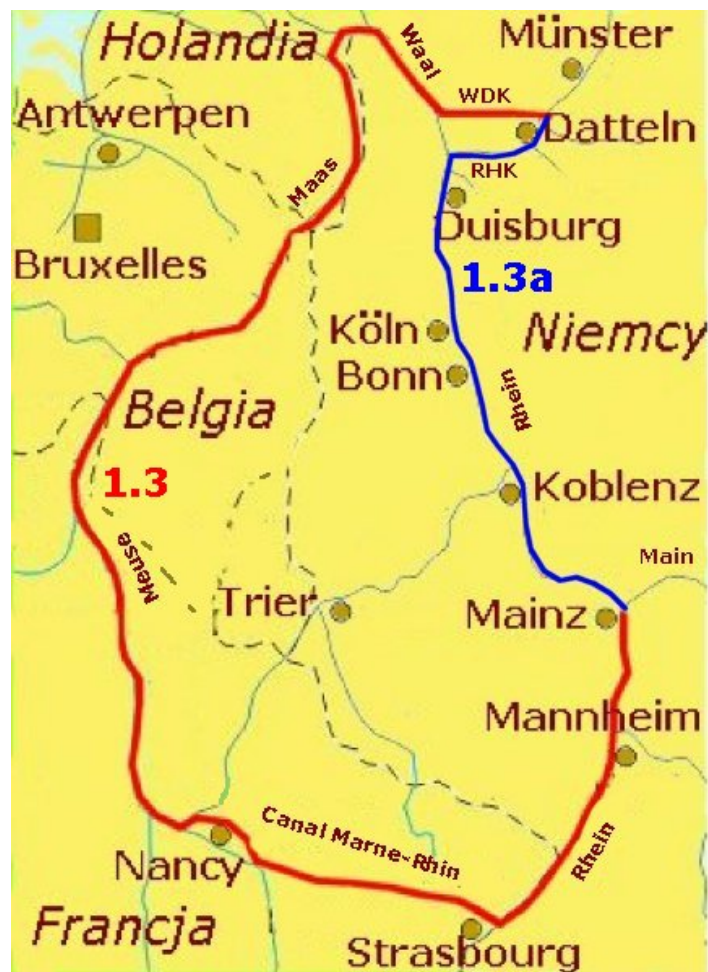 Holandia
Waal
Münster
Antwerpen
WDK
Datteln
Maas
RHK
Duisburg
Bruxelles
1.3a
Köln
Niemcy
Bonn
Rhein
Belgia
1.3
Koblenz
Meuse
Main
Trier
Mainz
Mannheim
Canal Marne-Rhin
Rhein
Nancy
Francja
Strasbourg